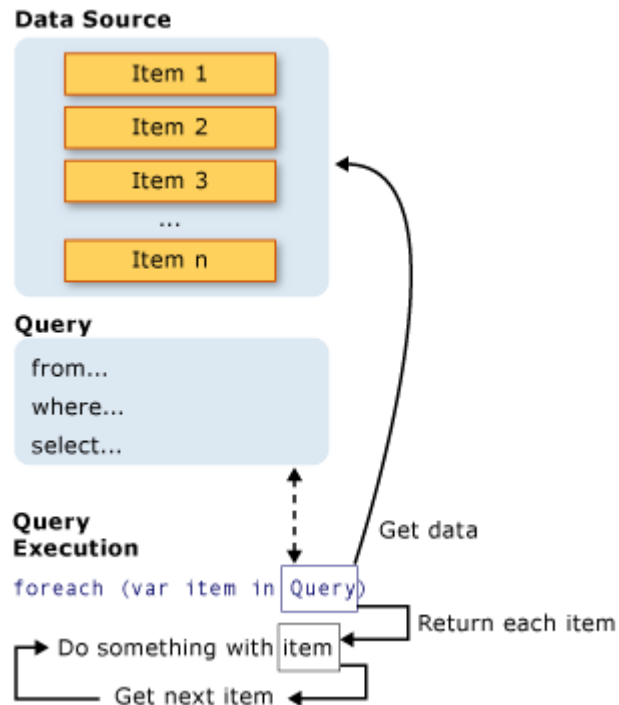 Data Source
Item 1
Item 2
Item 3
...
Item n
Query
from...
where...
select...
Query
Execution
Get data
foreach (var item in Query)
Return each item
Do something with item
Get next item